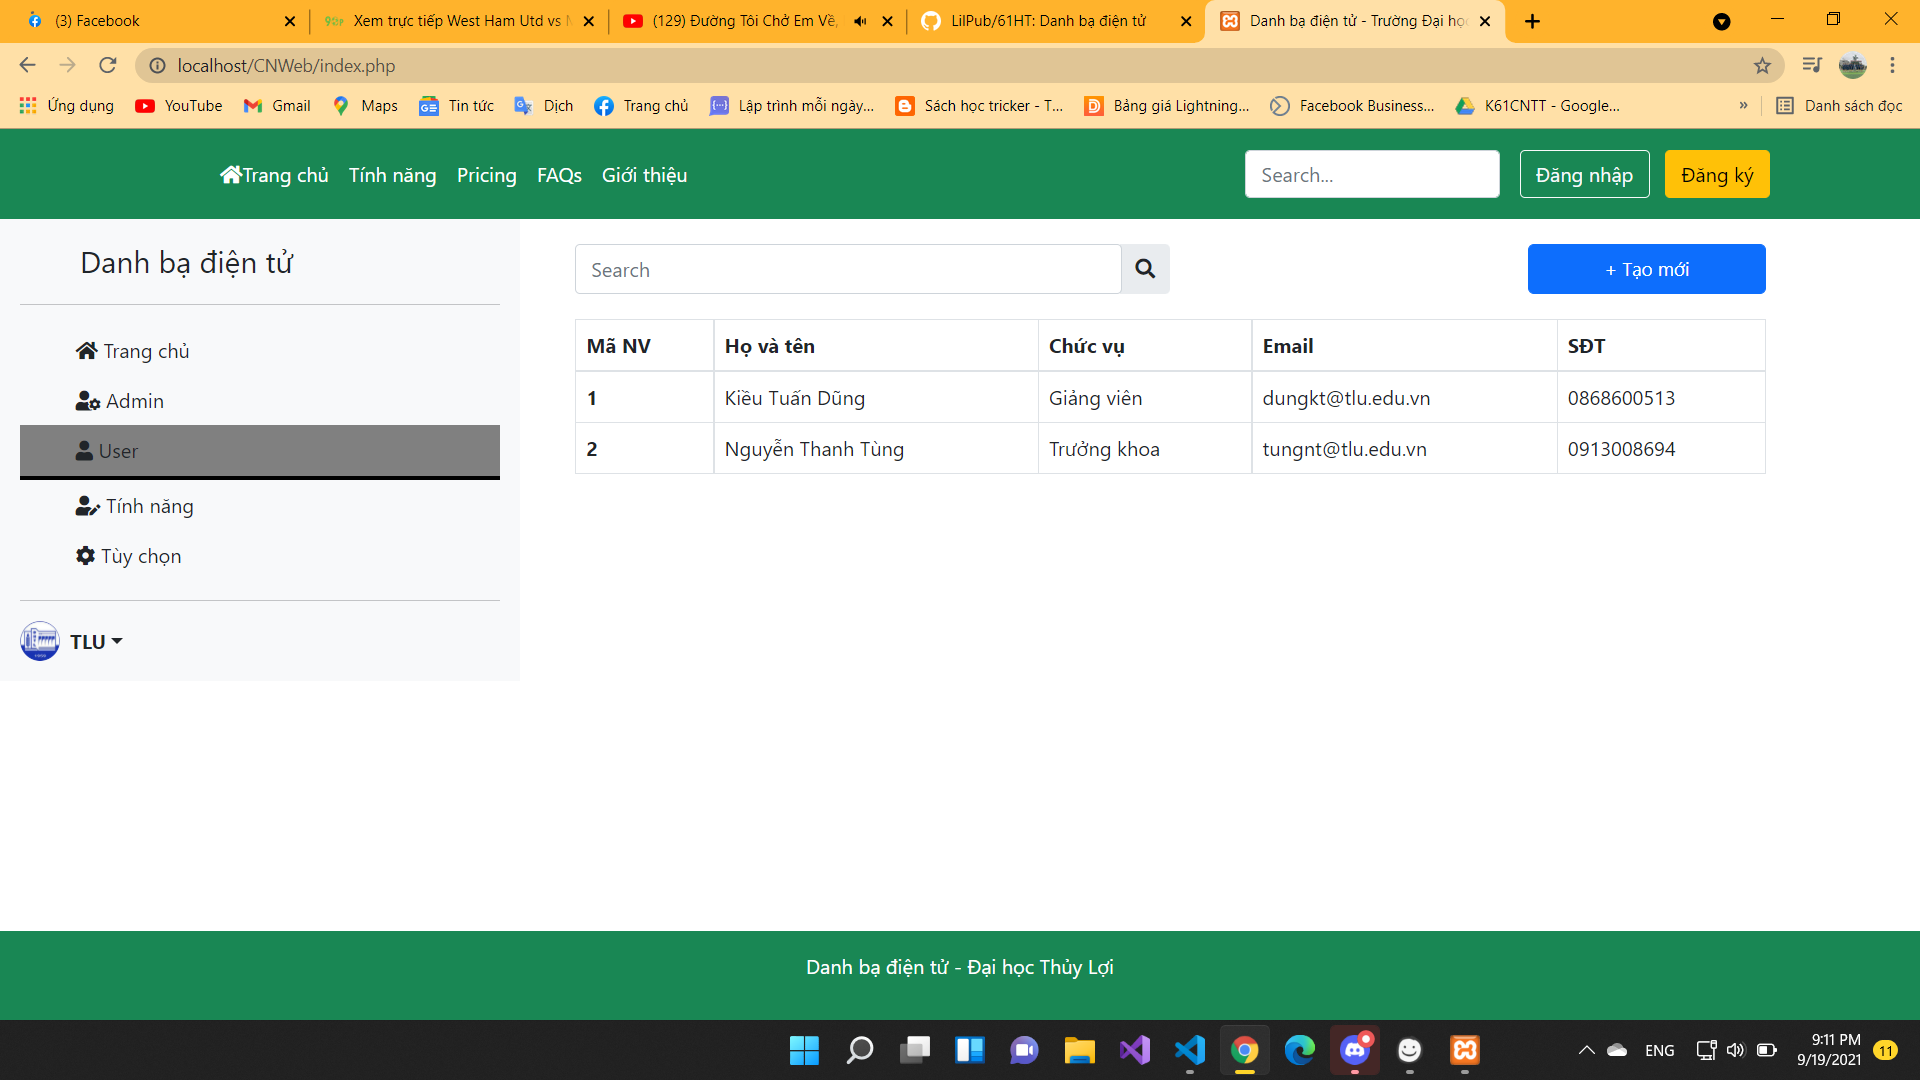 (3) Facebook
Xem trực tiếp West Ham Utd vs
(129) Đường Tôi Chở Em Về,
LilPub/61HT: Danh bạ điện tử
Danh bạ điện tử - Trường Đại họ
localhost/CNWeb/index.php
Ứng dụng YouTube Gmail Maps Tin tức Dịch Trang chủ Lập trình mỗi ngày... Sách học tricker - T... Bảng giá Lightning... Facebook Business... K61CNTT - Google... » Danh sách đọc
Trang chủ Tính năng Pricing FAQs Giới thiệu Search... Đăng nhập Đăng ký
Danh bạ điện tử
Trang chủ
Admin
User
Tính năng
Tùy chọn
TLU
Search
+ Tạo mới
Mã NV Họ và tên Chức vụ Email SĐT
1 Kiều Tuấn Dũng Giảng viên dungkt@tlu.edu.vn 0868600513
2 Nguyễn Thanh Tùng Trưởng khoa tungnt@tlu.edu.vn 0913008694
Danh bạ điện tử - Đại học Thủy Lợi
ENG
9:11 PM
9/19/2021
11